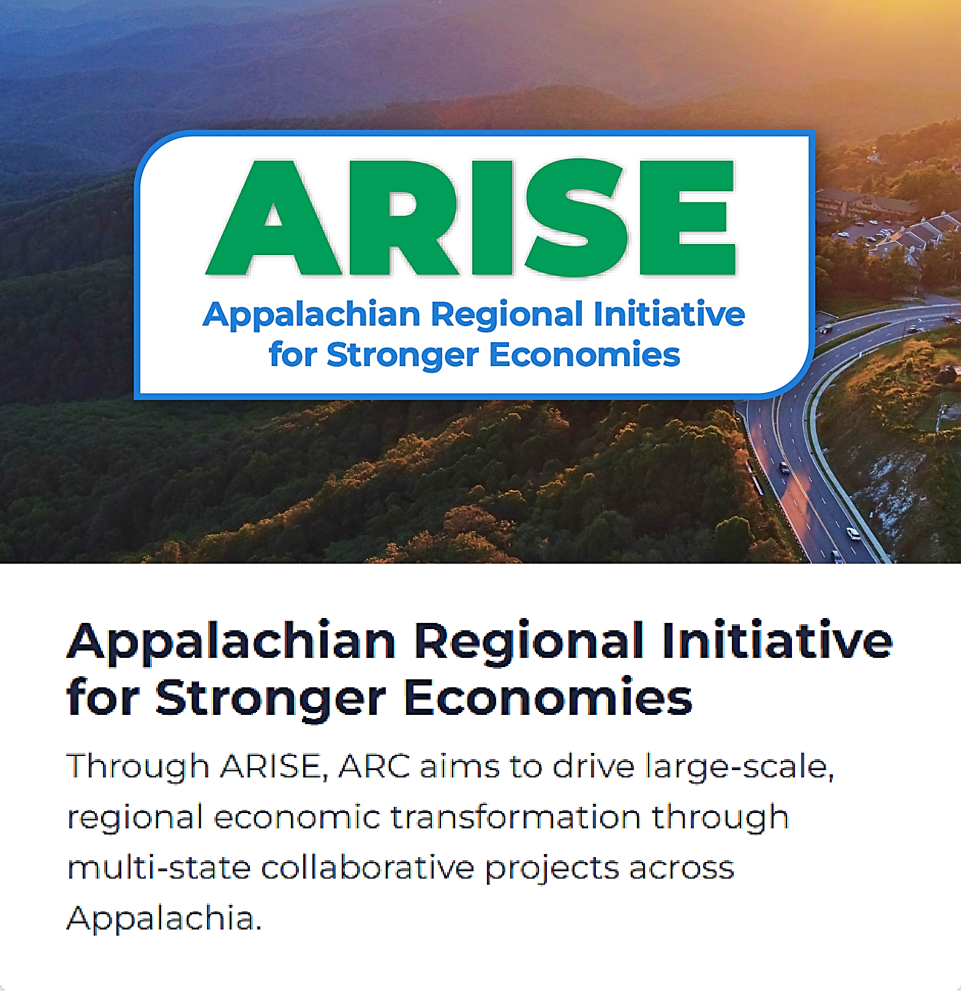 ARISE
Appalachian Regional Initiative
for Stronger Economies
Appalachian Regional Initiative
for Stronger Economies
Through ARISE, ARC aims to drive large-scale,
regional economic transformation through
multi-state collaborative projects across
Appalachia.